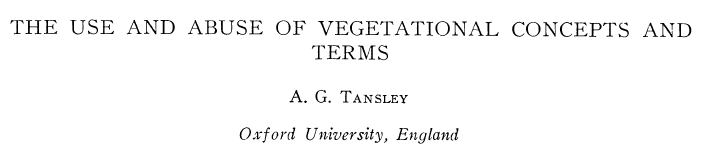 THE USE AND ABUSE OF VEGETATIONAL CONCEPTS AND
TERMS
A. G. TANSLEY
Oxford University, England